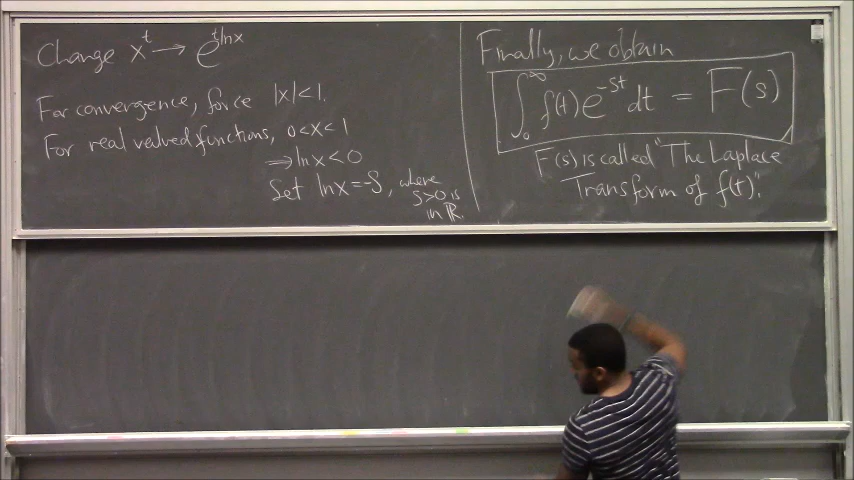 Change x^t → e^{t ln x}
For convergence, force |x|<1.
For real valued functions, 0<x<1
⇒ ln x<0
Set ln x=-s, where
s>0 is
in ℝ.
Finally, we obtain
∫_0^∞ f(t)e^{-st} dt = F(s)
F(s) is called "The Laplace
Transform of f(t)".